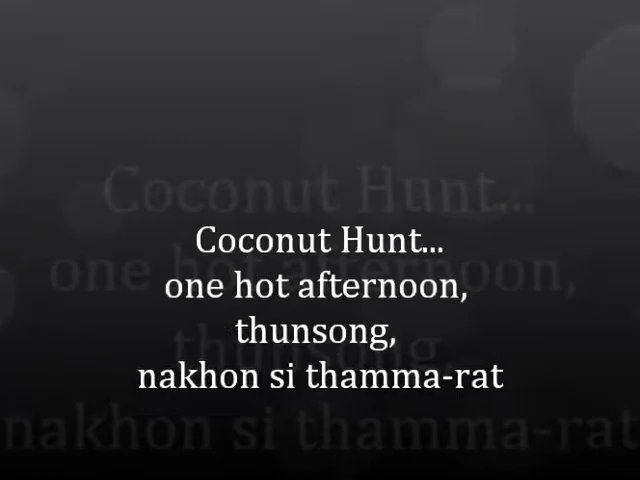 Coconut Hunt...
one hot afternoon,
thunsong,
nakhon si thamma-rat